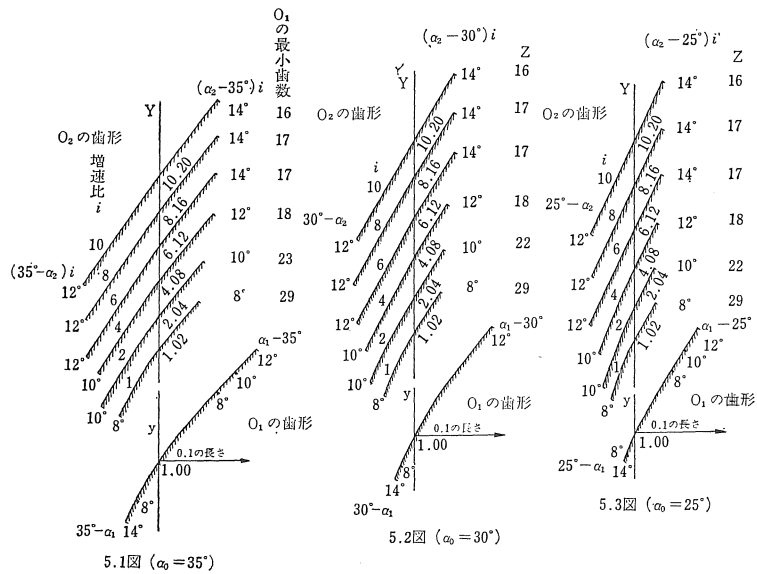 O₁の最小歯数
(α₂−35°)i
Y
14° 16
O₂の歯形
14° 17
増速比 i
14° 17
12° 18
10° 23
8° 29
10 8 6 4 2 1
10.20
8.16
6.12
4.08
2.04
1.02
(35°−α₂)i
12°
12°
12°
10°
10°
8°
α₁−35°
12°
10°
8°
y
O₁の歯形
0.1の長さ
1.00
8°
35°−α₁ 14°
5.1図 (α₀=35°)
(α₂−30°)i
Z
Y
14° 16
O₂の歯形
14° 17
14° 17
12° 18
10° 22
8° 29
i
10 8 6 4 2 1
10.20
8.16
6.12
4.08
2.04
1.02
30°−α₂
12°
12°
12°
10°
10°
8°
α₁−30°
12°
y
O₁の歯形
0.1の長さ
1.00
8°
14°
30°−α₁
5.2図 (α₀=30°)
(α₂−25°)i
Z
Y
14° 16
O₂の歯形
14° 17
14° 17
12° 18
10° 22
8° 29
i
10 8 6 4 2 1
10.20
8.16
6.12
4.08
2.04
1.02
25°−α₂
12°
12°
12°
10°
10°
8°
α₁−25°
12°
y
O₁の歯形
0.1の長さ
1.00
8°
25°−α₁ 14°
5.3図 (α₀=25°)